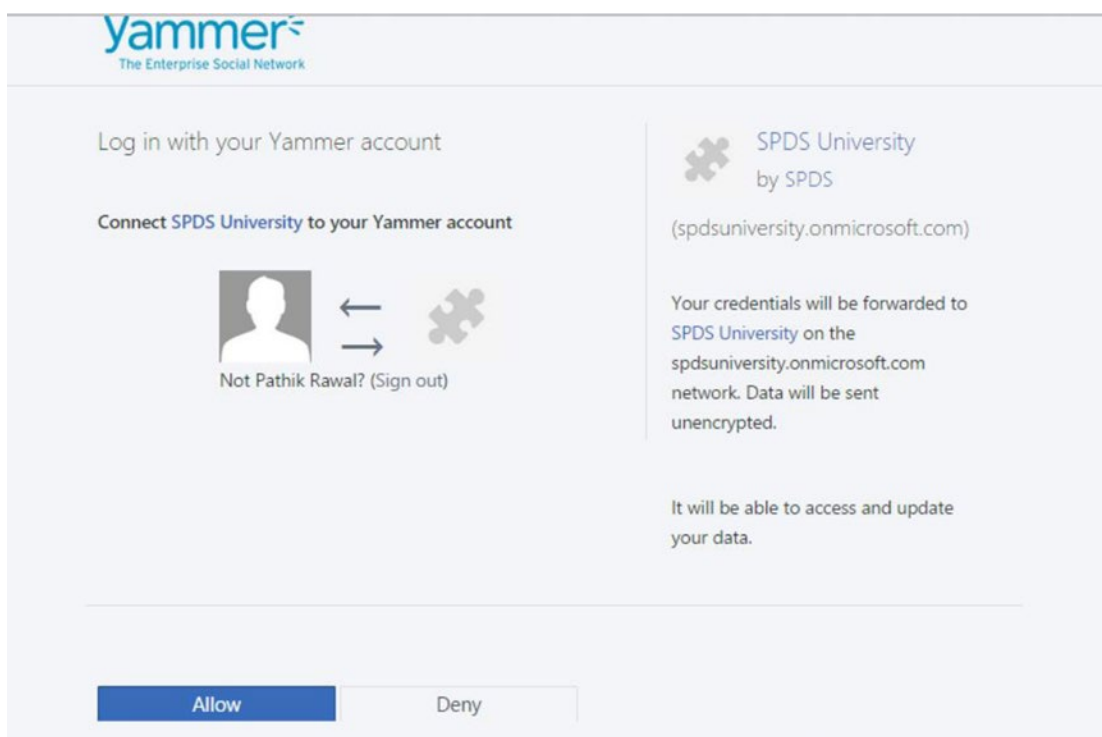 yammer
The Enterprise Social Network
Log in with your Yammer account
Connect SPDS University to your Yammer account
Not Pathik Rawal? (Sign out)
SPDS University
by SPDS
(spdsuniversity.onmicrosoft.com)
Your credentials will be forwarded to
SPDS University on the
spdsuniversity.onmicrosoft.com
network. Data will be sent
unencrypted.
It will be able to access and update
your data.
Allow
Deny